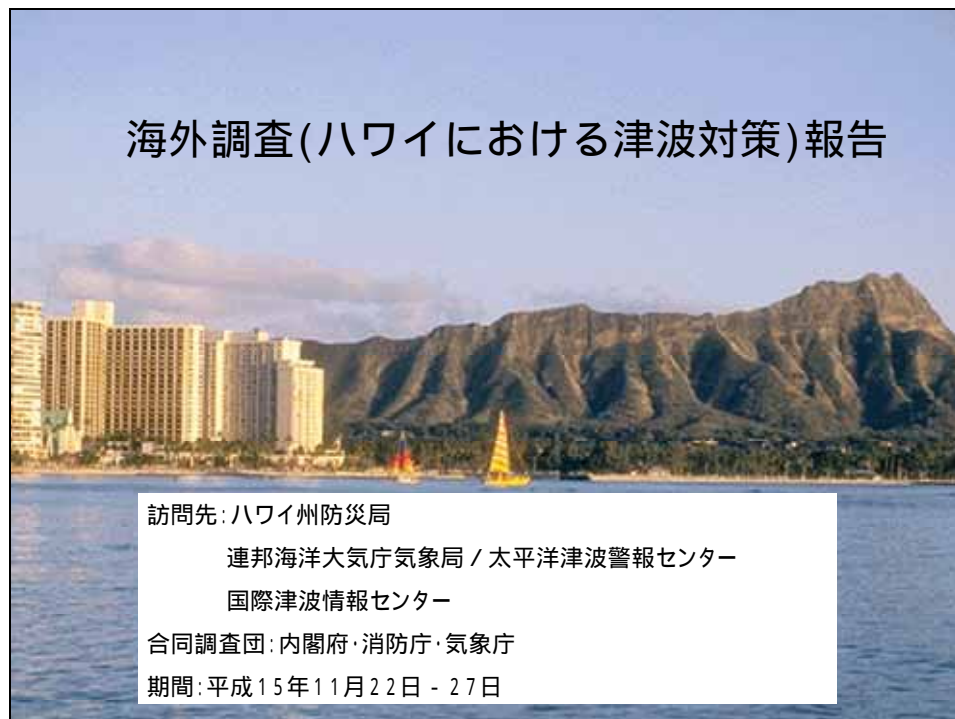 海外調査(ハワイにおける津波対策)報告
訪問先:ハワイ州防災局
連邦海洋大気庁気象局/太平洋津波警報センター
国際津波情報センター
合同調査団:内閣府・消防庁・気象庁
期間:平成15年11月22日-27日